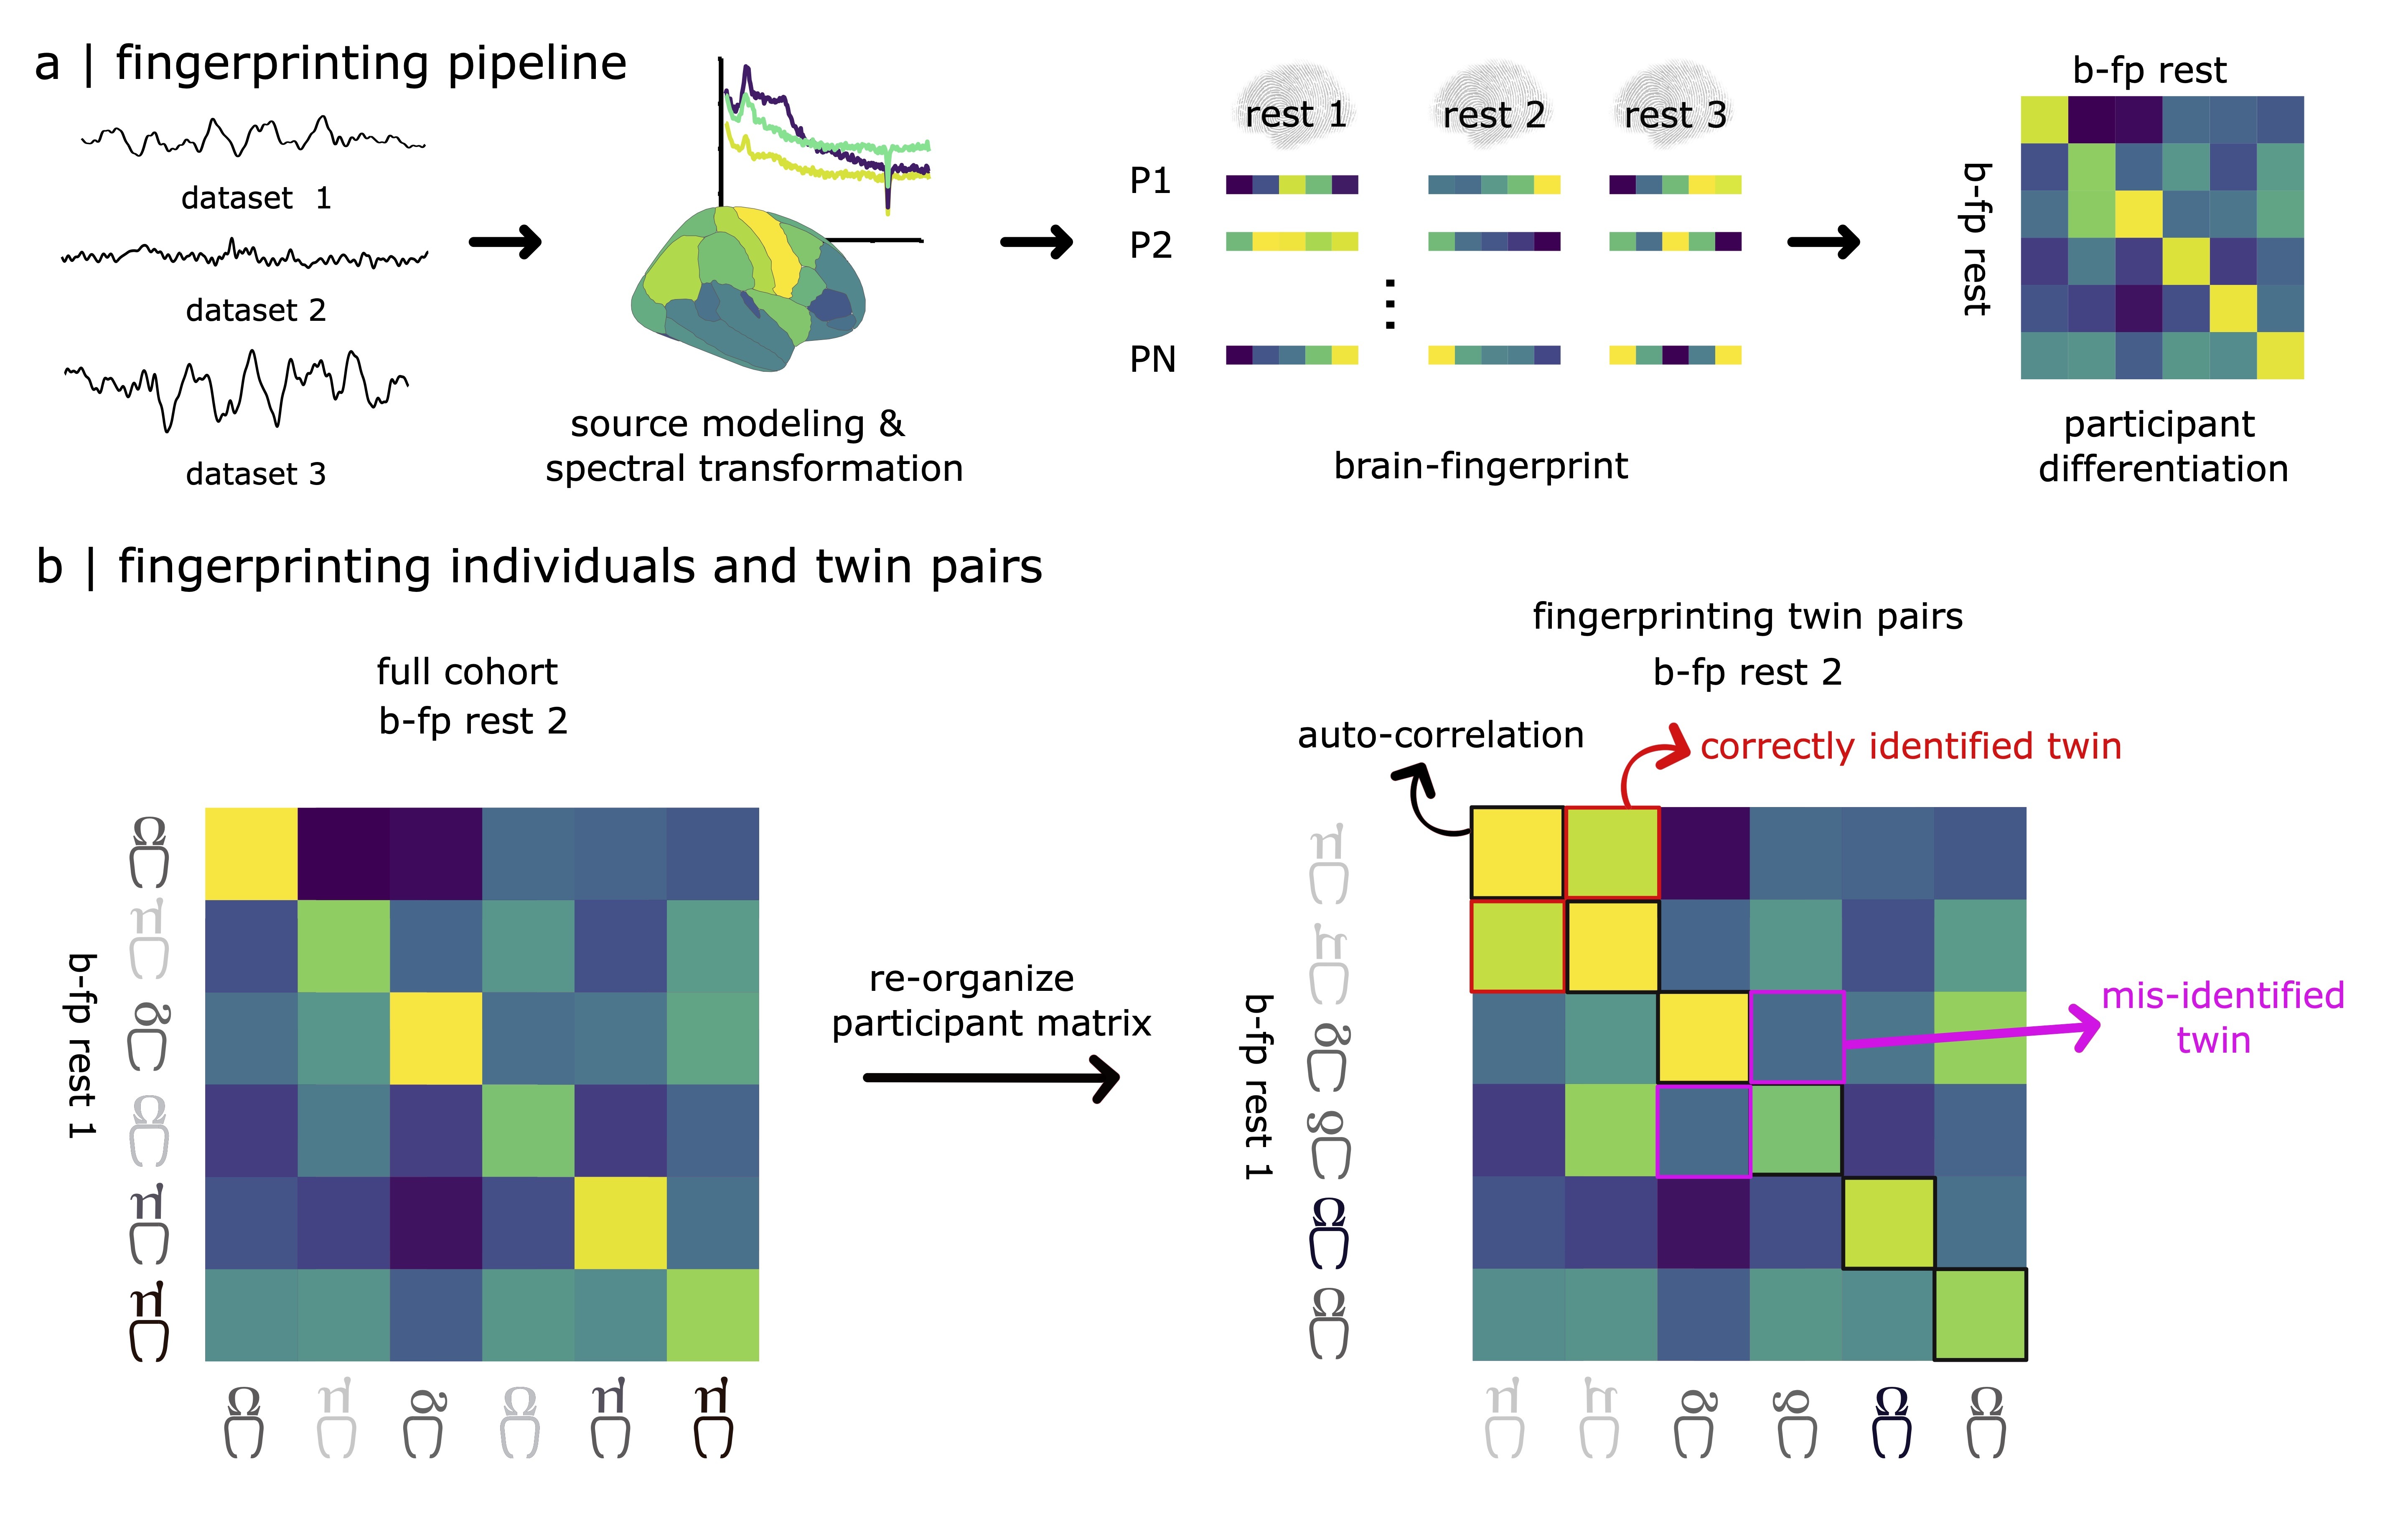 a | fingerprinting pipeline
dataset 1
dataset 2
dataset 3
source modeling &
spectral transformation
rest 1
rest 2
rest 3
P1
P2
PN
brain-fingerprint
b-fp rest
b-fp rest
participant
differentiation
b | fingerprinting individuals and twin pairs
full cohort
b-fp rest 2
b-fp rest 1
re-organize
participant matrix
fingerprinting twin pairs
b-fp rest 2
auto-correlation
correctly identified twin
b-fp rest 1
mis-identified
twin